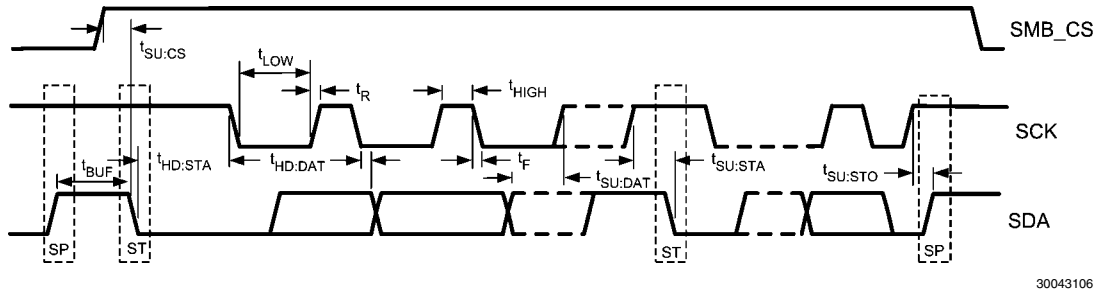 SMB_CS
tSU:CS
tLOW
tR
tHIGH
SCK
tBUF
tHD:STA
tHD:DAT
tF
tSU:DAT
tSU:STA
tSU:STO
SDA
SP
ST
ST
SP
30043106